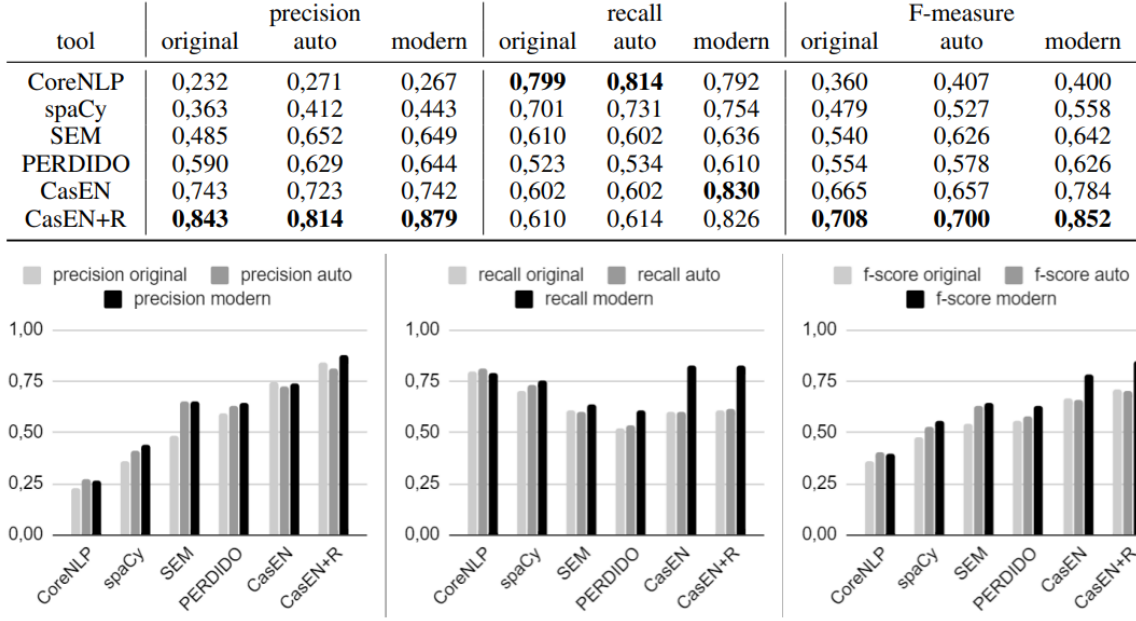 precision recall F-measure
tool original auto modern original auto modern original auto modern
CoreNLP 0,232 0,271 0,267 0,799 0,814 0,792 0,360 0,407 0,400
spaCy 0,363 0,412 0,443 0,701 0,731 0,754 0,479 0,527 0,558
SEM 0,485 0,652 0,649 0,610 0,602 0,636 0,540 0,626 0,642
PERDIDO 0,590 0,629 0,644 0,523 0,534 0,610 0,554 0,578 0,626
CasEN 0,743 0,723 0,742 0,602 0,602 0,830 0,665 0,657 0,784
CasEN+R 0,843 0,814 0,879 0,610 0,614 0,826 0,708 0,700 0,852
precision original precision auto
precision modern
1,00
0,75
0,50
0,25
0,00
CoreNLP
spaCy
SEM
PERDIDO
CasEN
CasEN+R
recall original recall auto
recall modern
1,00
0,75
0,50
0,25
0,00
CoreNLP
spaCy
SEM
PERDIDO
CasEN
CasEN+R
f-score original f-score auto
f-score modern
1,00
0,75
0,50
0,25
0,00
CoreNLP
spaCy
SEM
PERDIDO
CasEN
CasEN+R